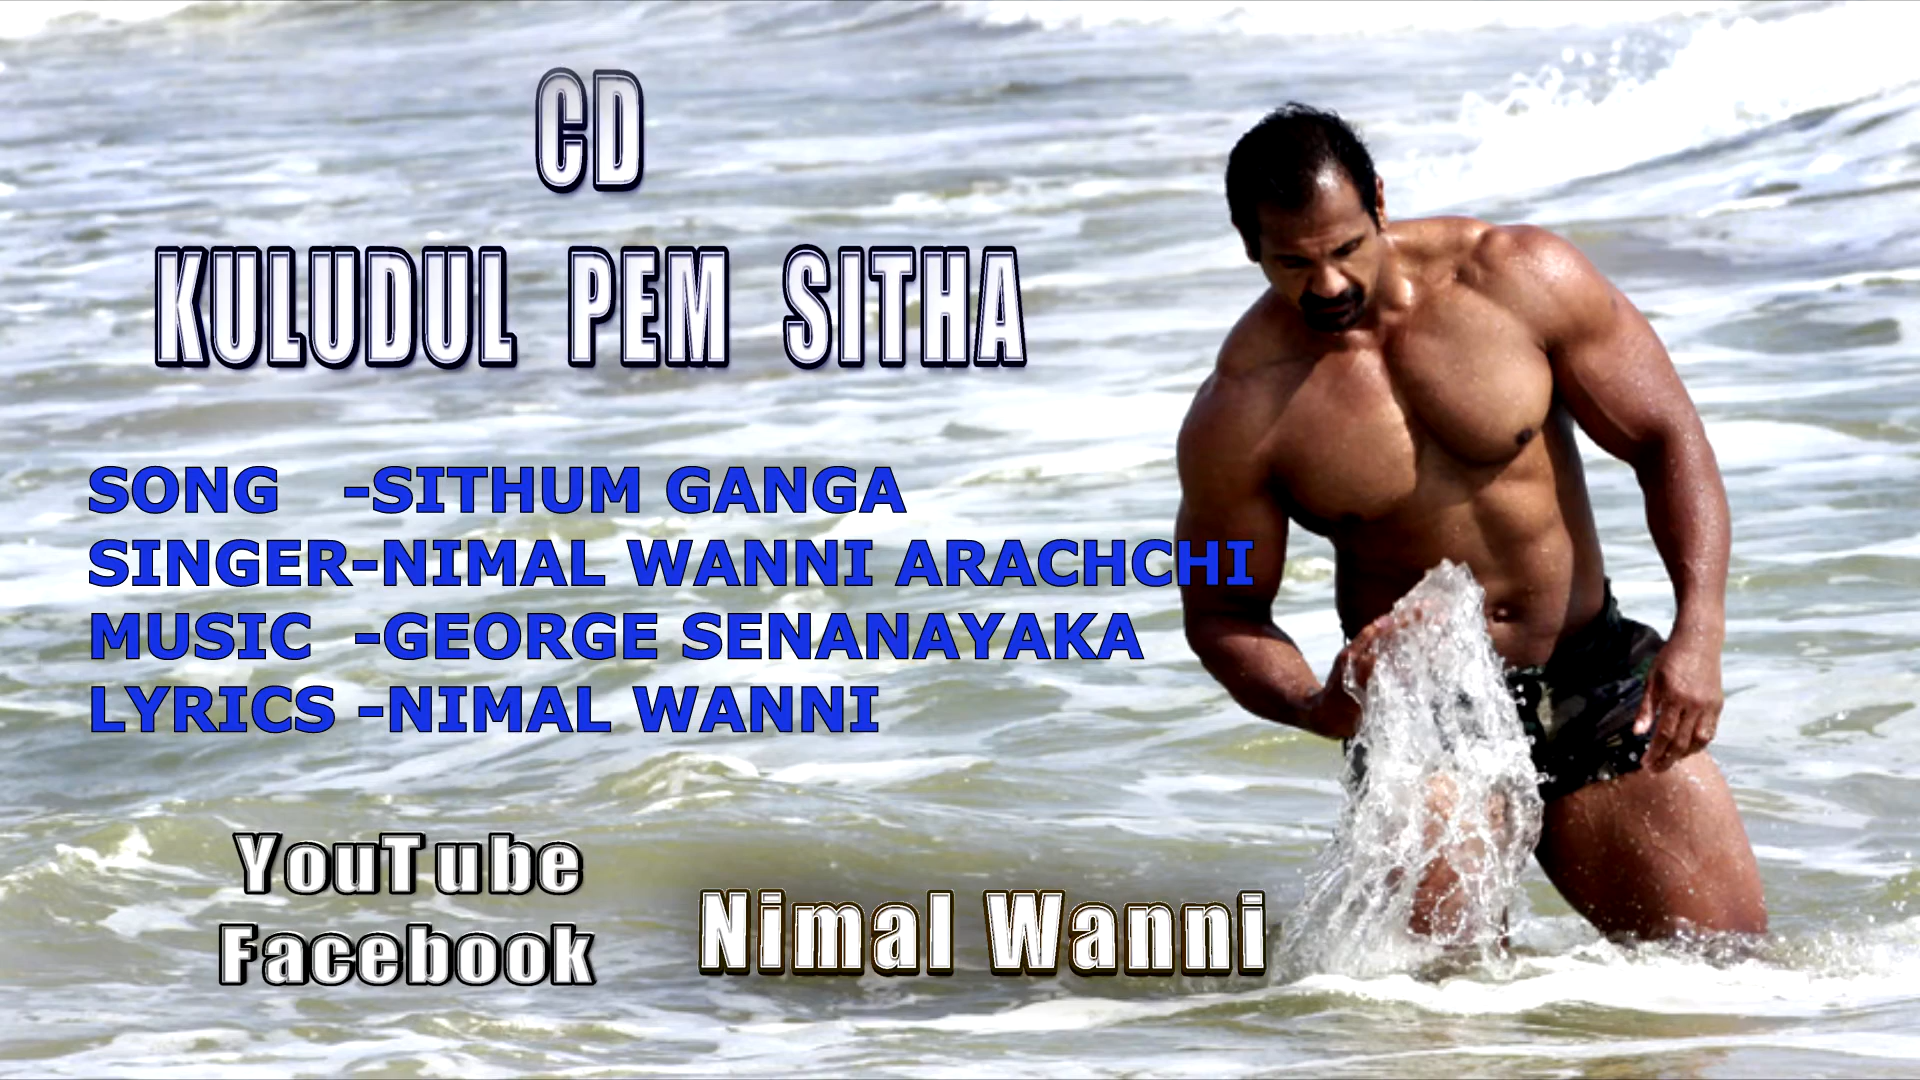 CD
KULUDUL PEM SITHA
SONG -SITHUM GANGA
SINGER-NIMAL WANNI ARACHCHI
MUSIC -GEORGE SENANAYAKA
LYRICS -NIMAL WANNI
YouTube
Facebook
Nimal Wanni